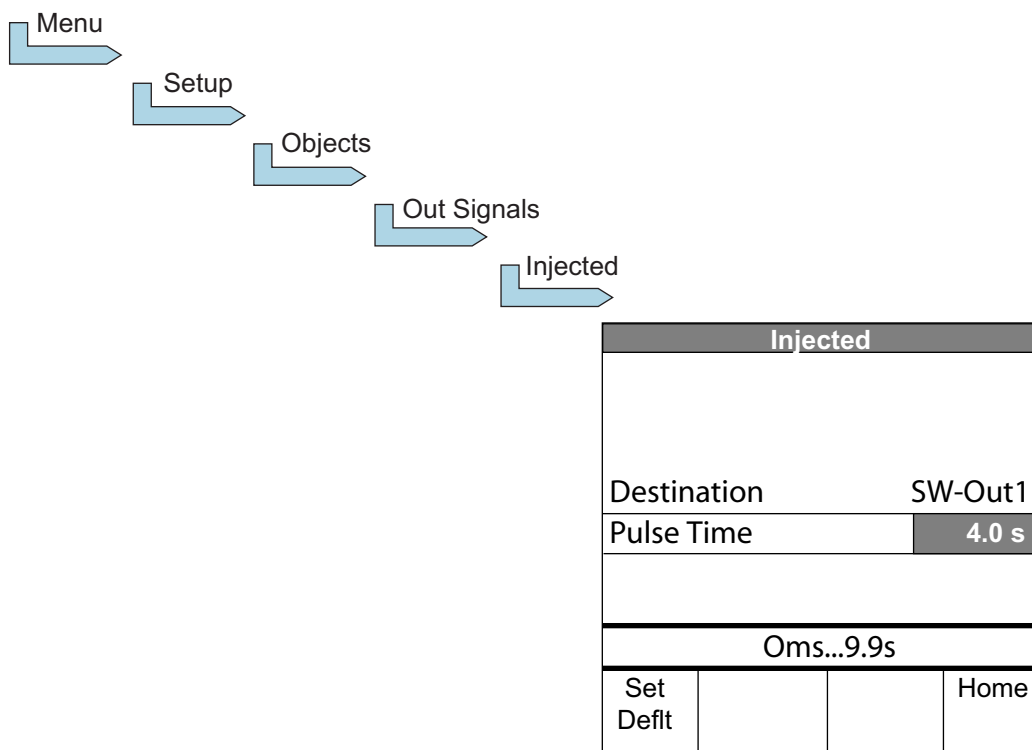 Menu
Setup
Objects
Out Signals
Injected
Injected
Destination SW-Out1
Pulse Time 4.0 s
Oms...9.9s
Set Home
Deflt